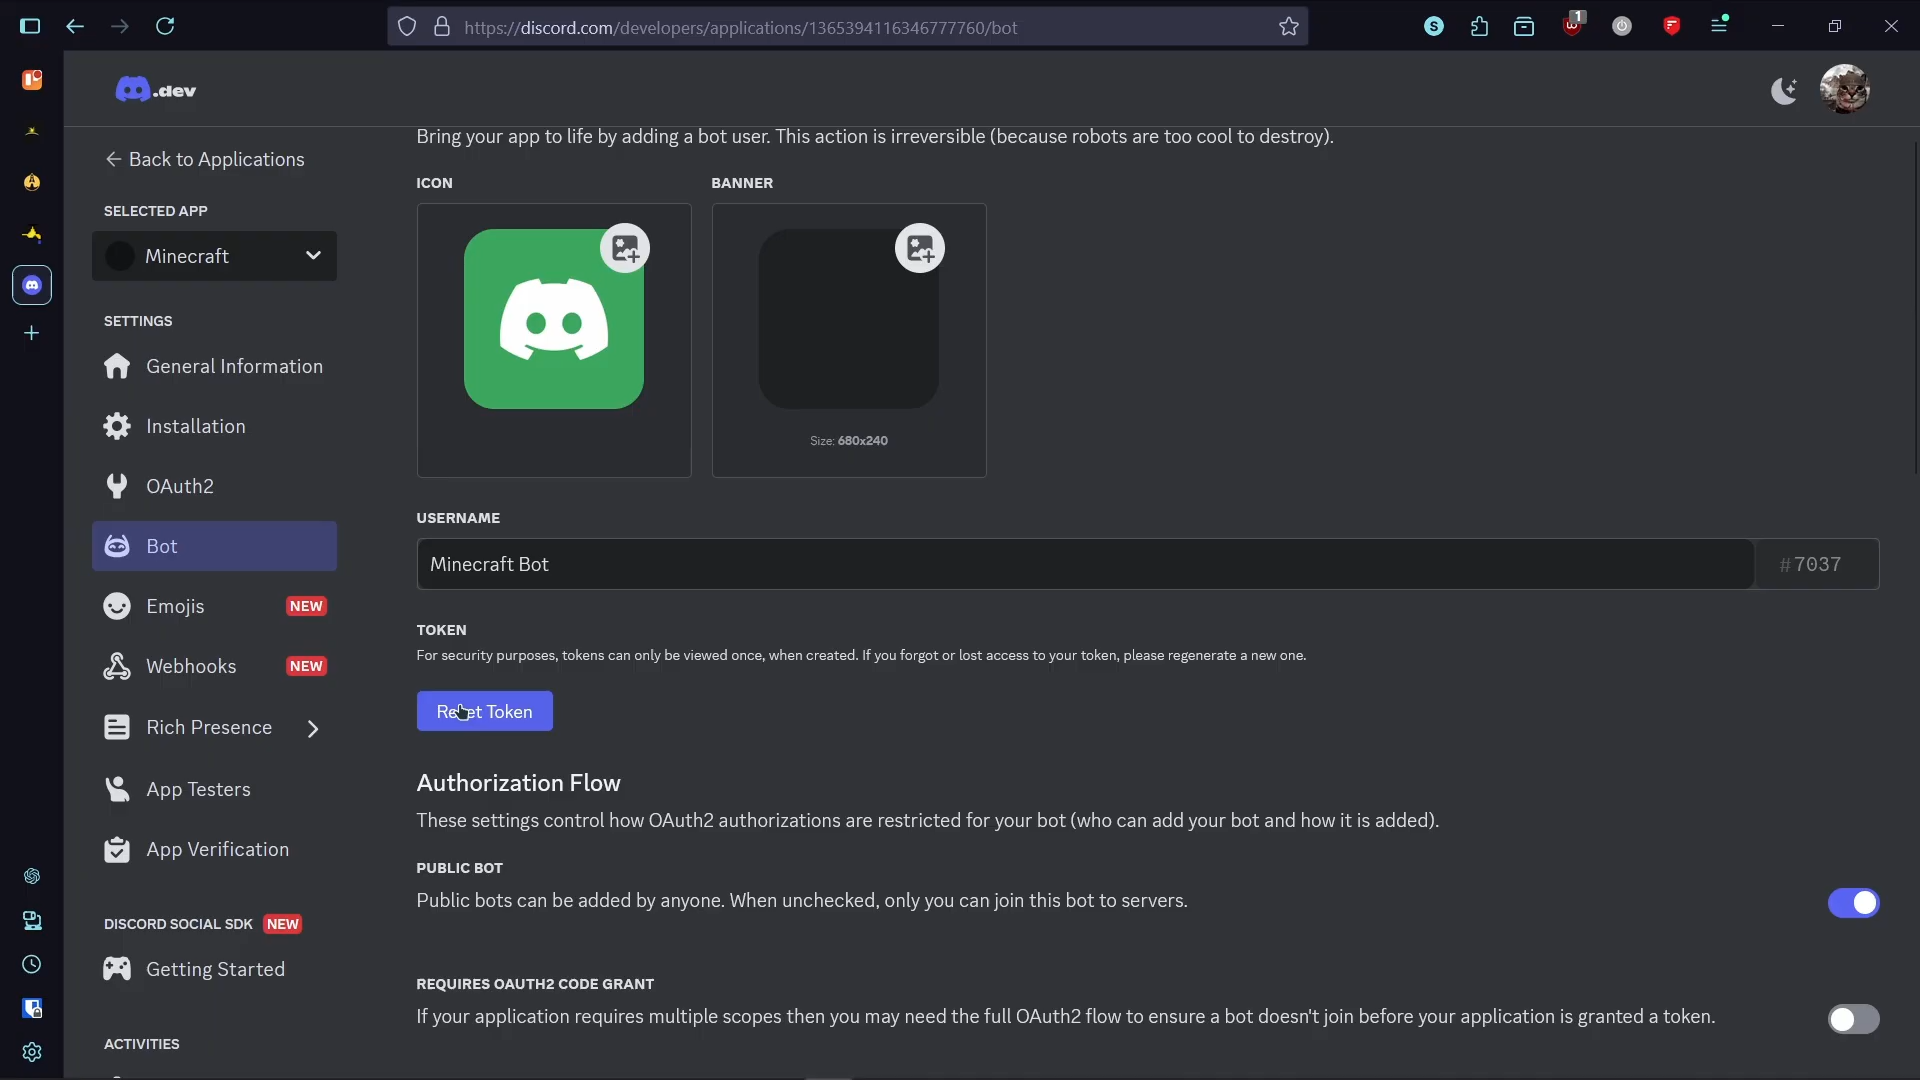 https://discord.com/developers/applications/1365394116346777760/bot
1
.dev
Back to Applications
SELECTED APP
Minecraft
SETTINGS
General Information
Installation
OAuth2
Bot
Emojis NEW
Webhooks NEW
Rich Presence
App Testers
App Verification
DISCORD SOCIAL SDK NEW
Getting Started
ACTIVITIES
Bring your app to life by adding a bot user. This action is irreversible (because robots are too cool to destroy).
ICON
BANNER
Size: 680x240
USERNAME
Minecraft Bot
#7037
TOKEN
For security purposes, tokens can only be viewed once, when created. If you forgot or lost access to your token, please regenerate a new one.
Reset Token
Authorization Flow
These settings control how OAuth2 authorizations are restricted for your bot (who can add your bot and how it is added).
PUBLIC BOT
Public bots can be added by anyone. When unchecked, only you can join this bot to servers.
REQUIRES OAUTH2 CODE GRANT
If your application requires multiple scopes then you may need the full OAuth2 flow to ensure a bot doesn't join before your application is granted a token.